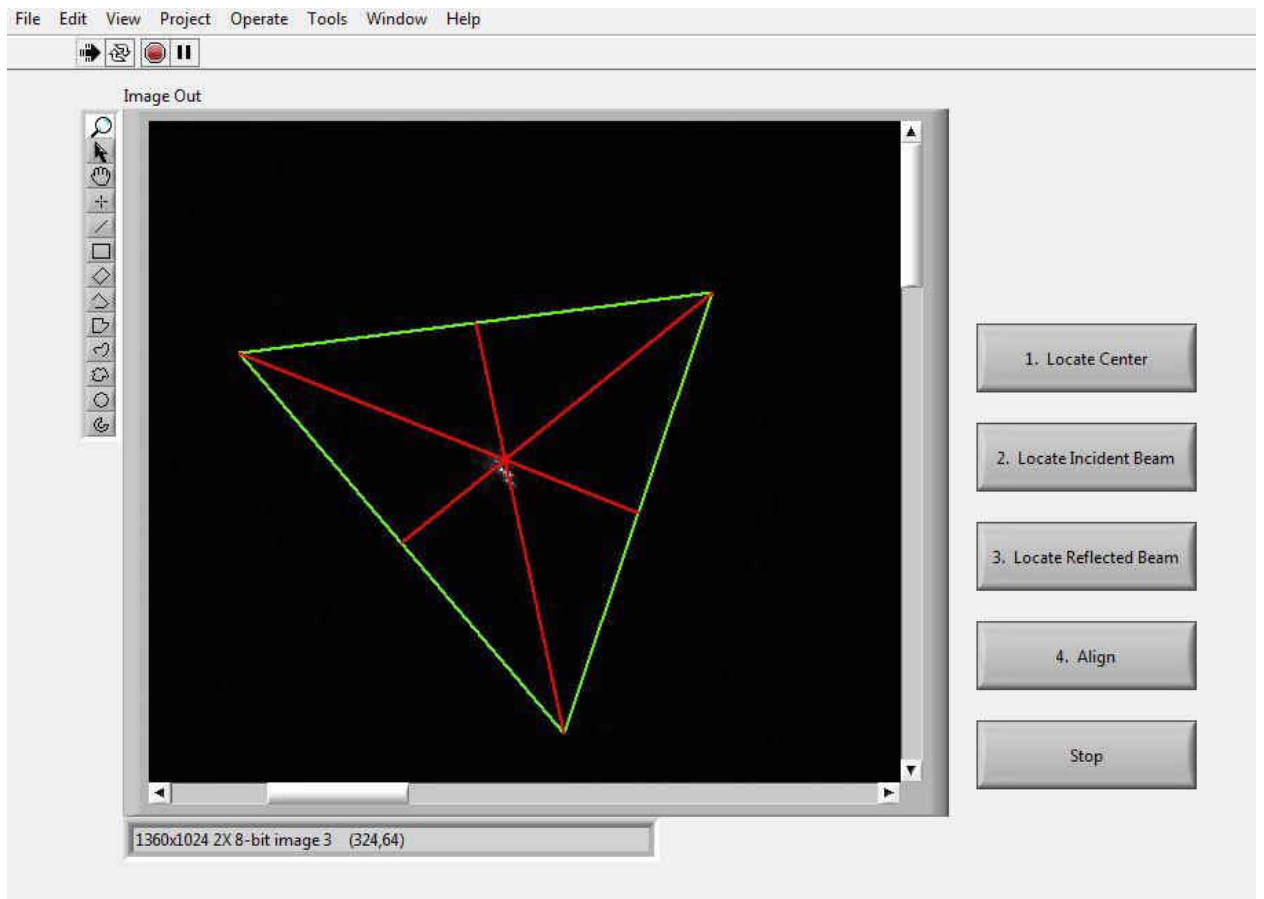 File Edit View Project Operate Tools Window Help
Image Out
1. Locate Center
2. Locate Incident Beam
3. Locate Reflected Beam
4. Align
Stop
1360x1024 2X 8-bit image 3 (324,64)